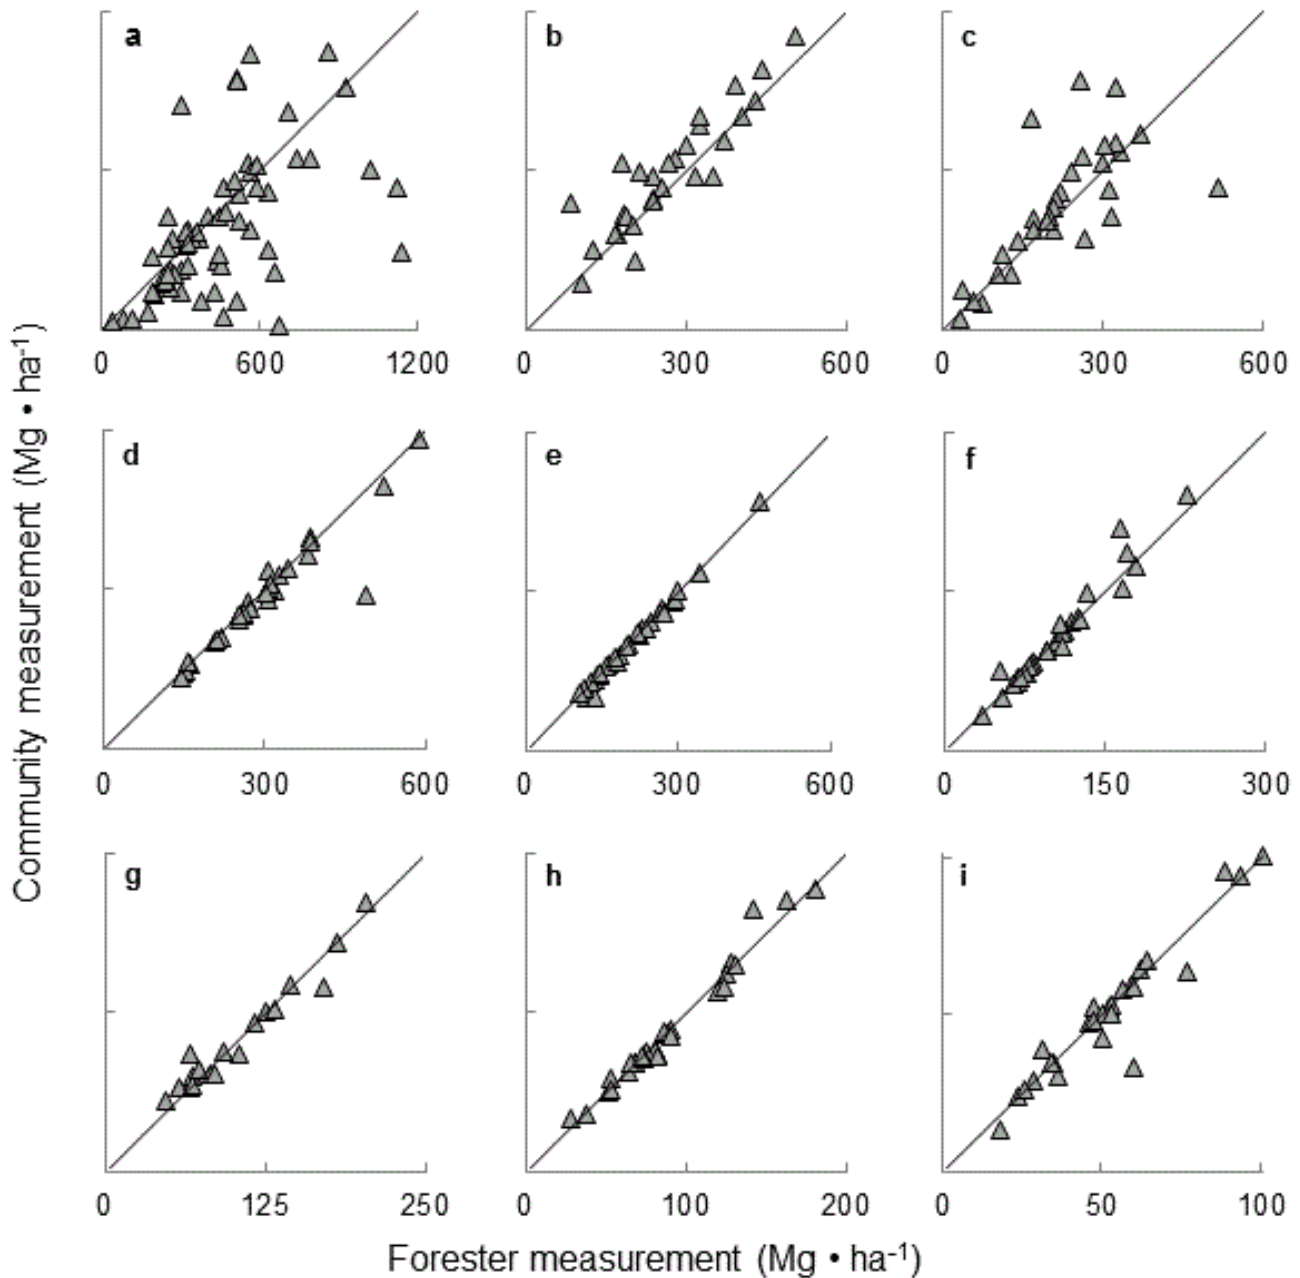 a
b
c
0 600 1200
0 300 600
0 300 600
d
e
f
0 300 600
0 300 600
0 150 300
g
h
i
0 125 250
0 100 200
0 50 100
Community measurement (Mg • ha⁻¹)
Forester measurement (Mg • ha⁻¹)